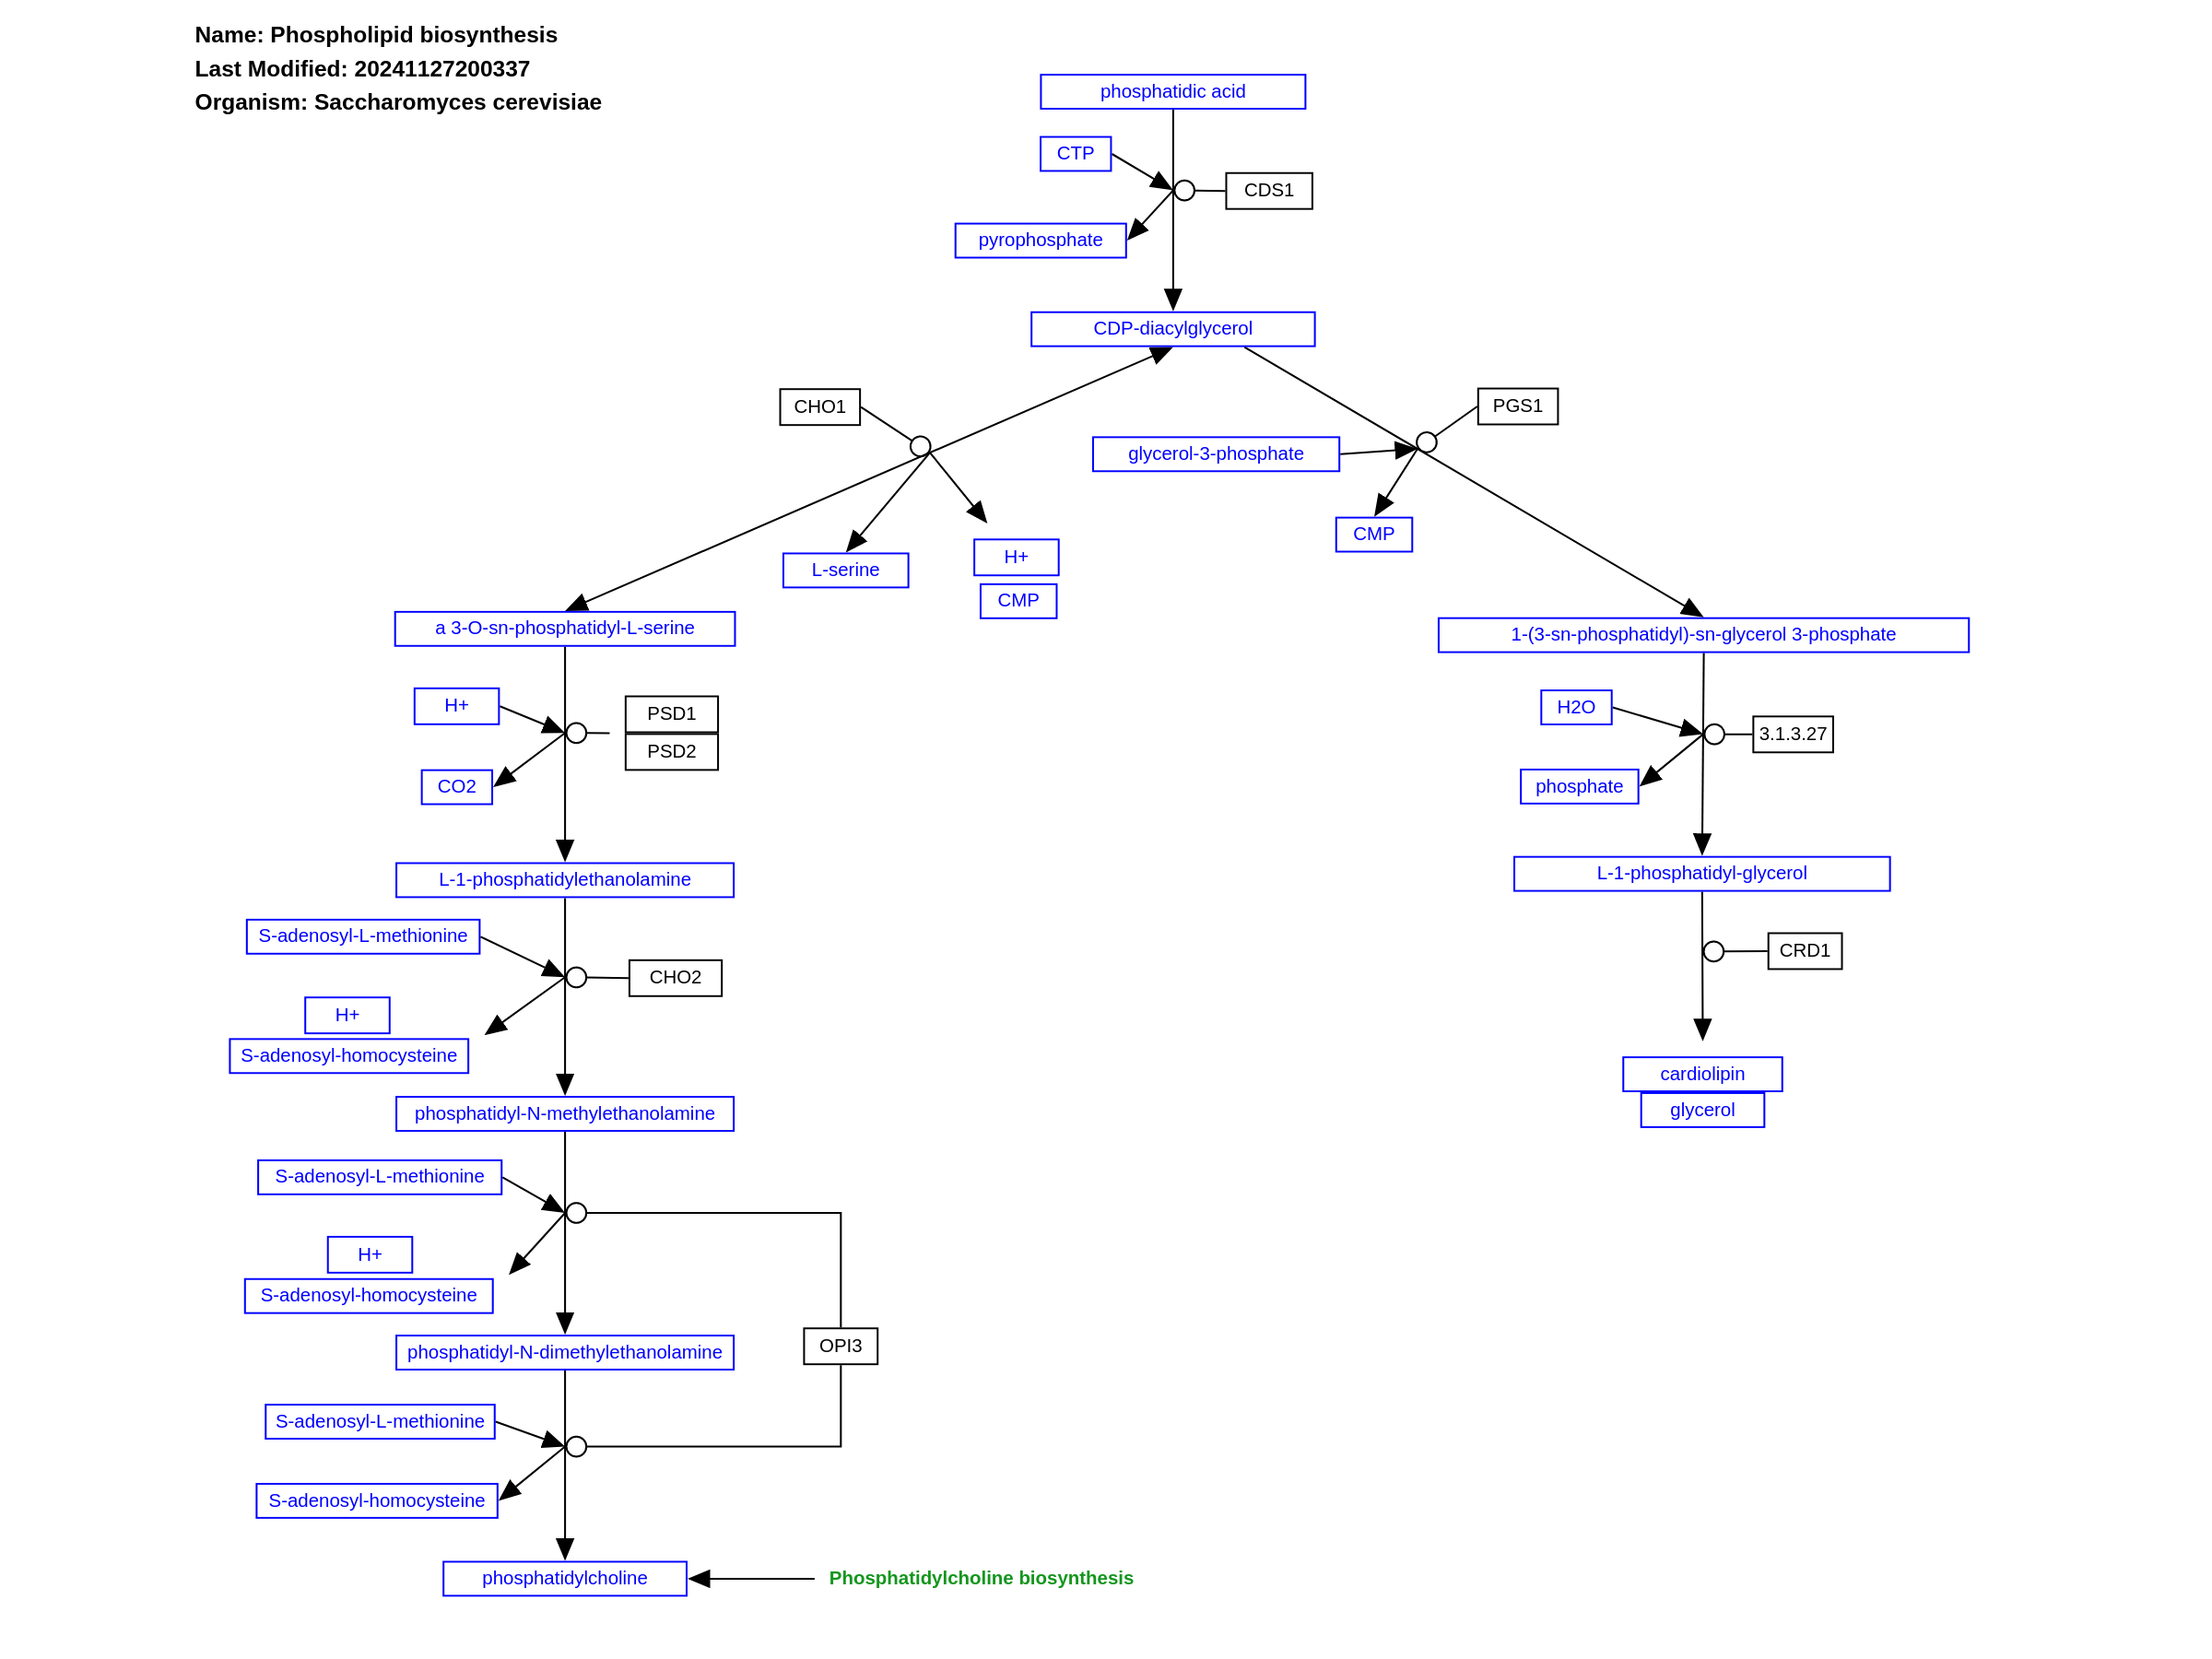 Name: Phospholipid biosynthesis
Last Modified: 20241127200337
Organism: Saccharomyces cerevisiae
phosphatidic acid
CTP
CDS1
pyrophosphate
CDP-diacylglycerol
CHO1
PGS1
glycerol-3-phosphate
CMP
L-serine
H+
CMP
a 3-O-sn-phosphatidyl-L-serine
1-(3-sn-phosphatidyl)-sn-glycerol 3-phosphate
H+
PSD1
PSD2
CO2
H2O
3.1.3.27
phosphate
L-1-phosphatidylethanolamine
L-1-phosphatidyl-glycerol
S-adenosyl-L-methionine
CHO2
CRD1
H+
S-adenosyl-homocysteine
cardiolipin
glycerol
phosphatidyl-N-methylethanolamine
S-adenosyl-L-methionine
H+
S-adenosyl-homocysteine
OPI3
phosphatidyl-N-dimethylethanolamine
S-adenosyl-L-methionine
S-adenosyl-homocysteine
phosphatidylcholine
Phosphatidylcholine biosynthesis